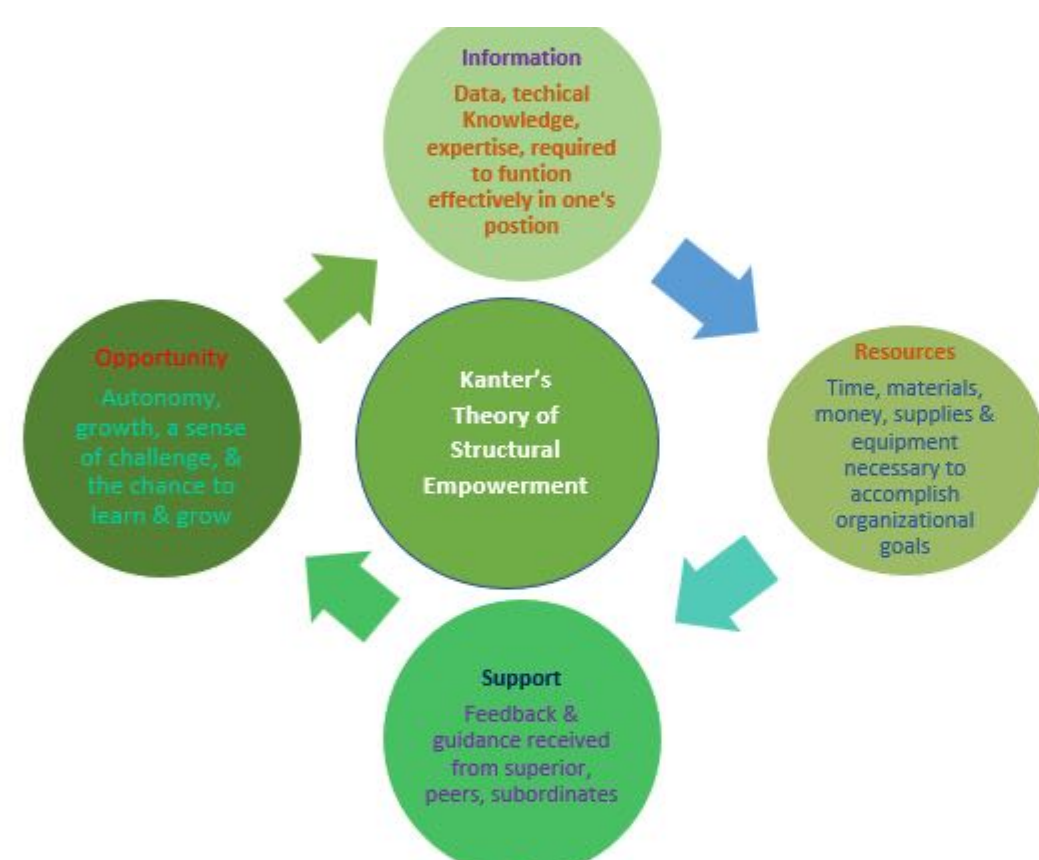 Information
Data, techical
Knowledge,
expertise, required
to funtion
effectively in one's
postion
Opportunity
Autonomy,
growth, a sense
of challenge, &
the chance to
learn & grow
Kanter’s
Theory of
Structural
Empowerment
Resources
Time, materials,
money, supplies &
equipment
necessary to
accomplish
organizational
goals
Support
Feedback &
guidance received
from superior,
peers, subordinates